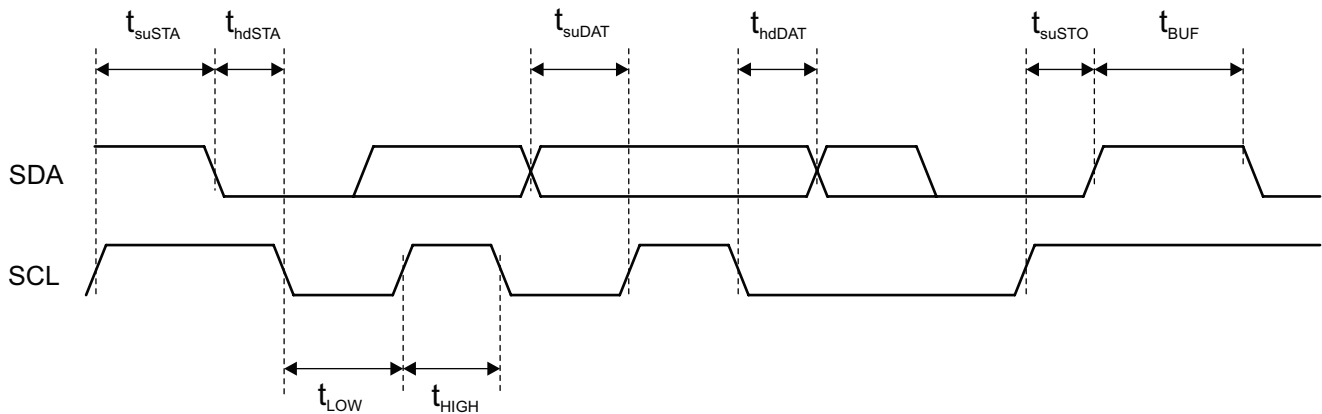 tsuSTA thdSTA tsuDAT thdDAT tsuSTO tBUF
SDA
SCL
tLOW tHIGH